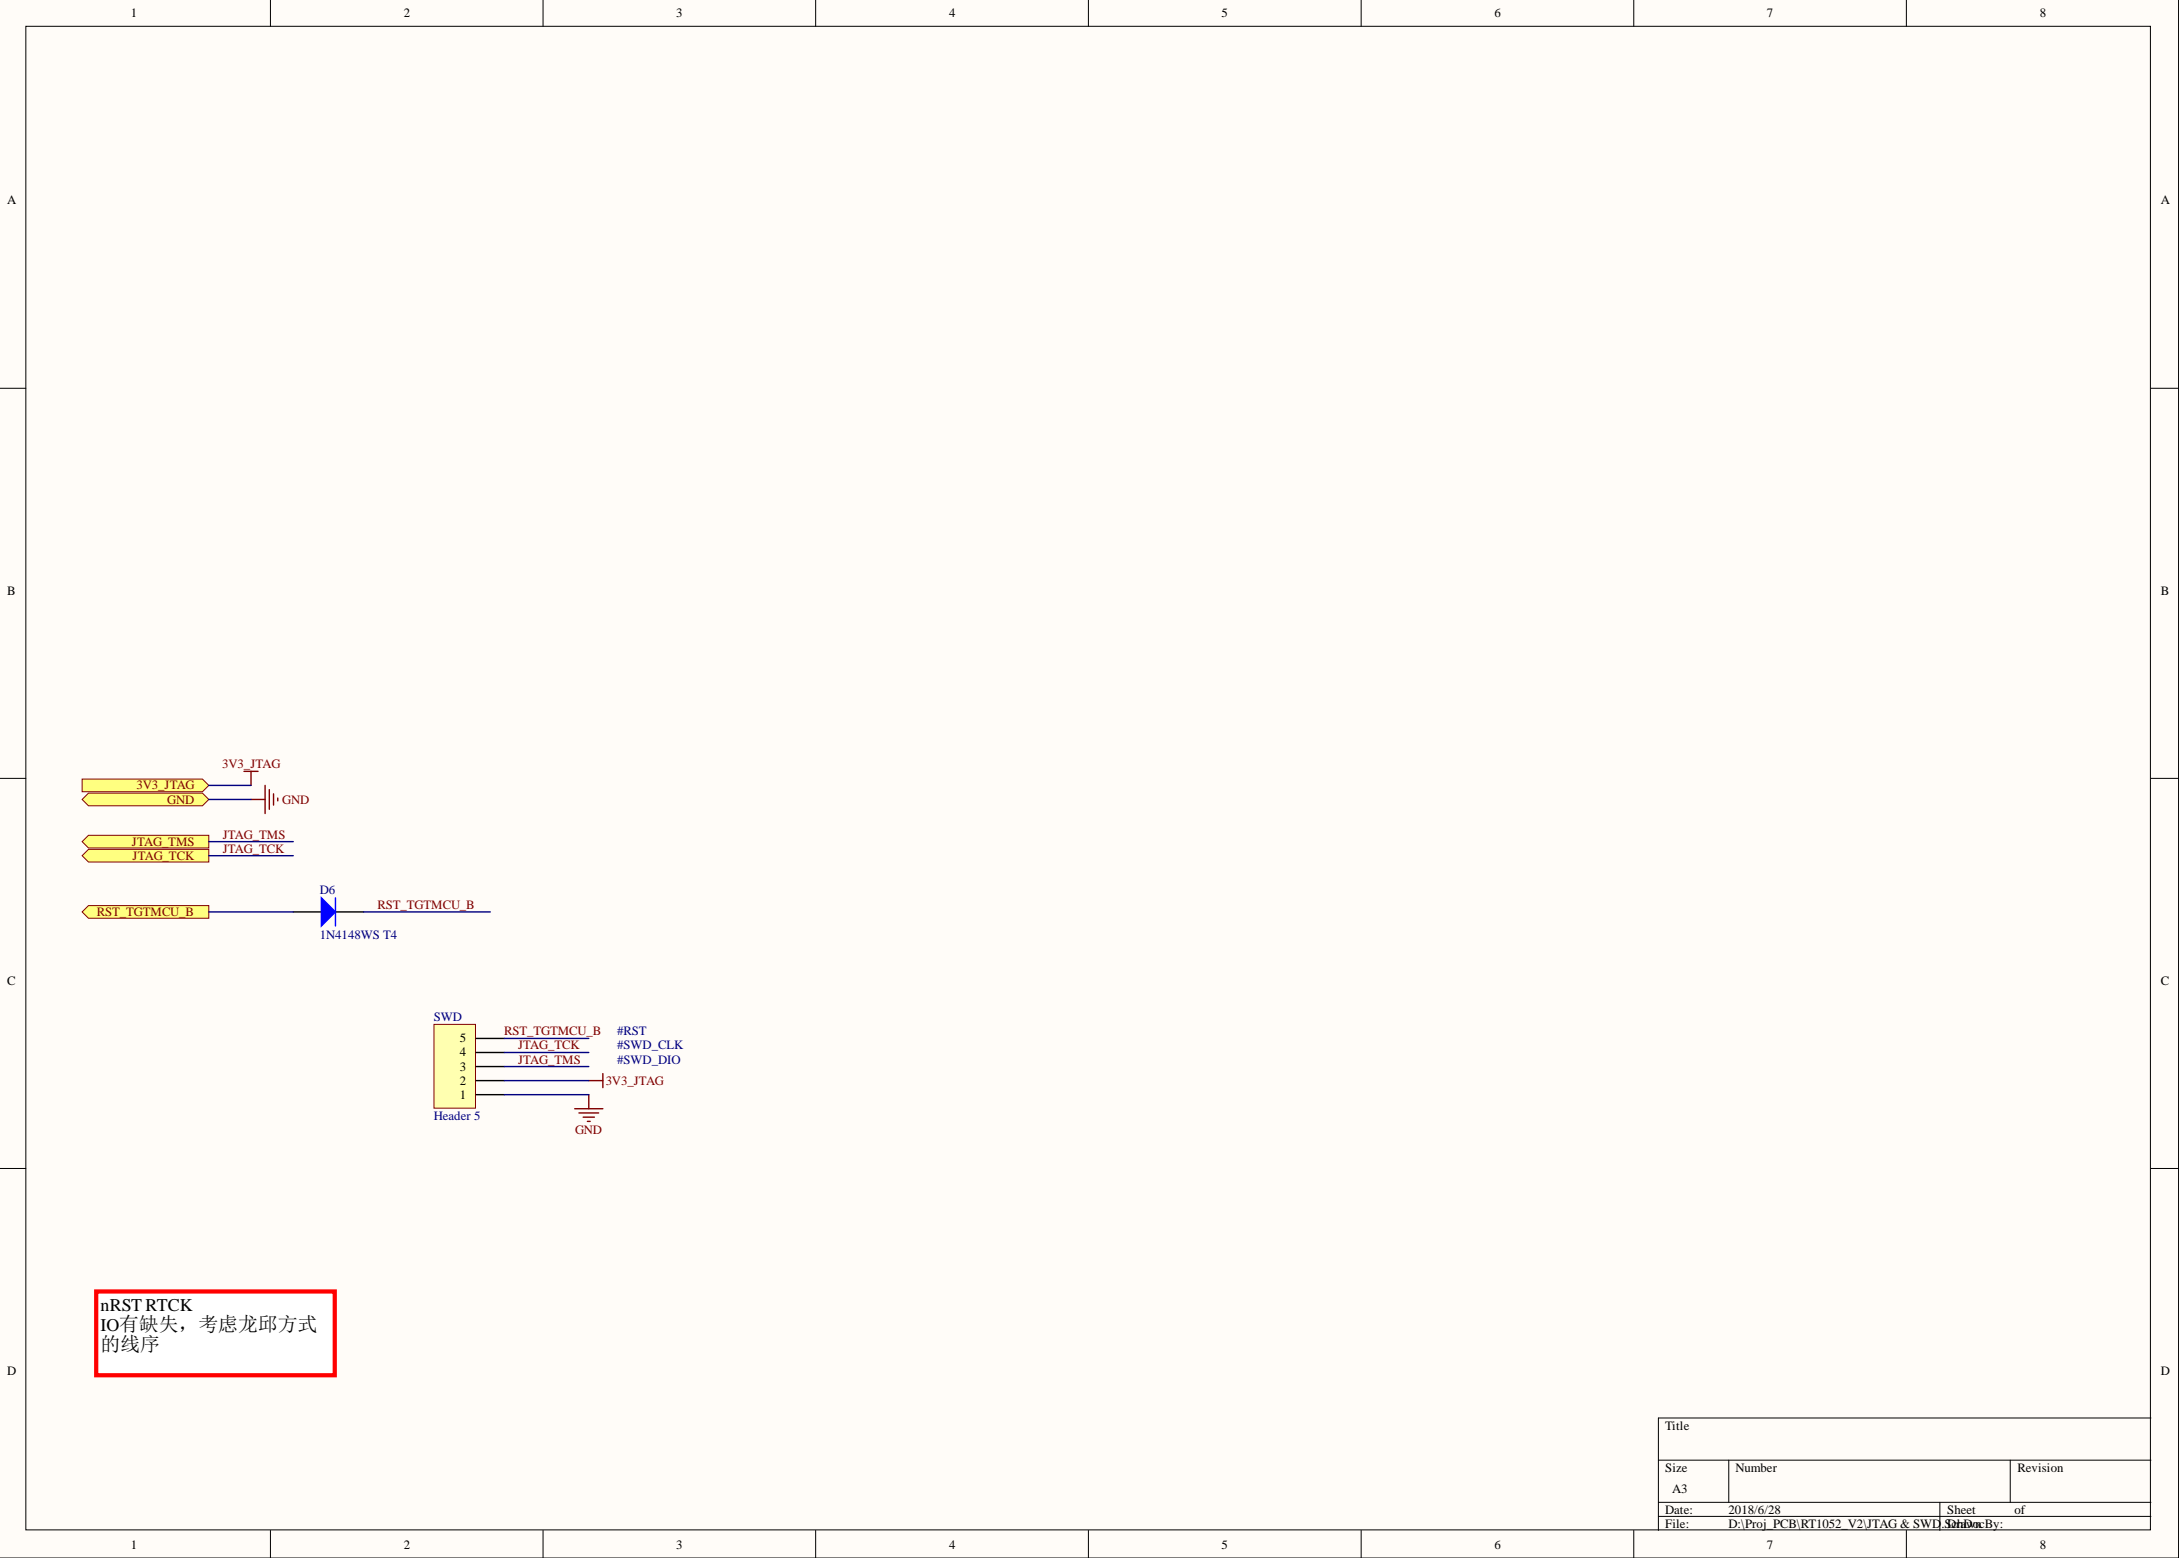 1 2 3 4 5 6 7 8
A A
B B
3V3_JTAG
3V3_JTAG
GND GND
JTAG_TMS JTAG_TMS
JTAG_TCK JTAG_TCK
D6
RST_TGTMCU_B RST_TGTMCU_B
1N4148WS T4
C C
SWD
5 RST_TGTMCU_B #RST
4 JTAG_TCK #SWD_CLK
3 JTAG_TMS #SWD_DIO
2 3V3_JTAG
1
Header 5
GND
nRST RTCK
IO有缺失，考虑龙邱方式
的线序
D D
Title
Size Number Revision
A3
Date: 2018/6/28 Sheet of
File: D:\Proj_PCB\RT1052_V2\JTAG & SWD.SchDoc Drawn By:
1 2 3 4 5 6 7 8